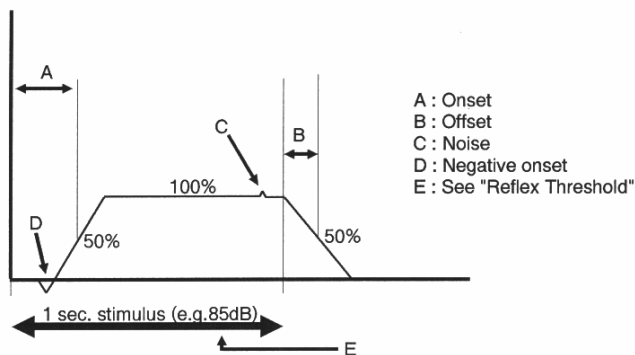 A
C
B
100%
D
50%
50%
1 sec. stimulus (e.g.85dB)
E
A : Onset
B : Offset
C : Noise
D : Negative onset
E : See "Reflex Threshold"